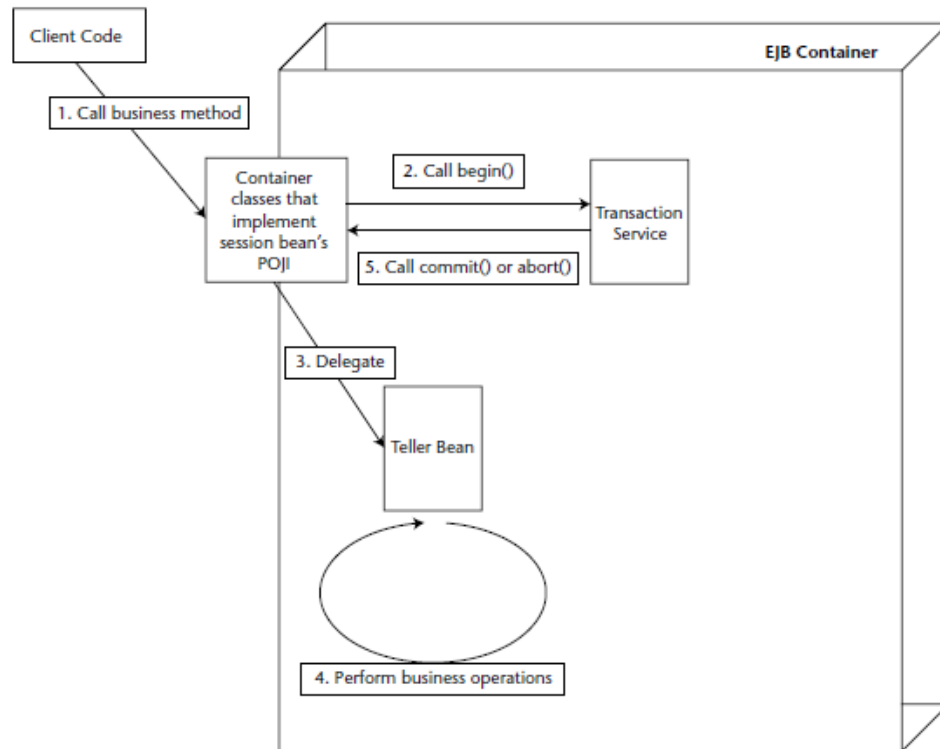 Client Code
EJB Container
1. Call business method
2. Call begin()
Container
classes that
implement
session bean's
POJI
Transaction
Service
5. Call commit() or abort()
3. Delegate
Teller Bean
4. Perform business operations